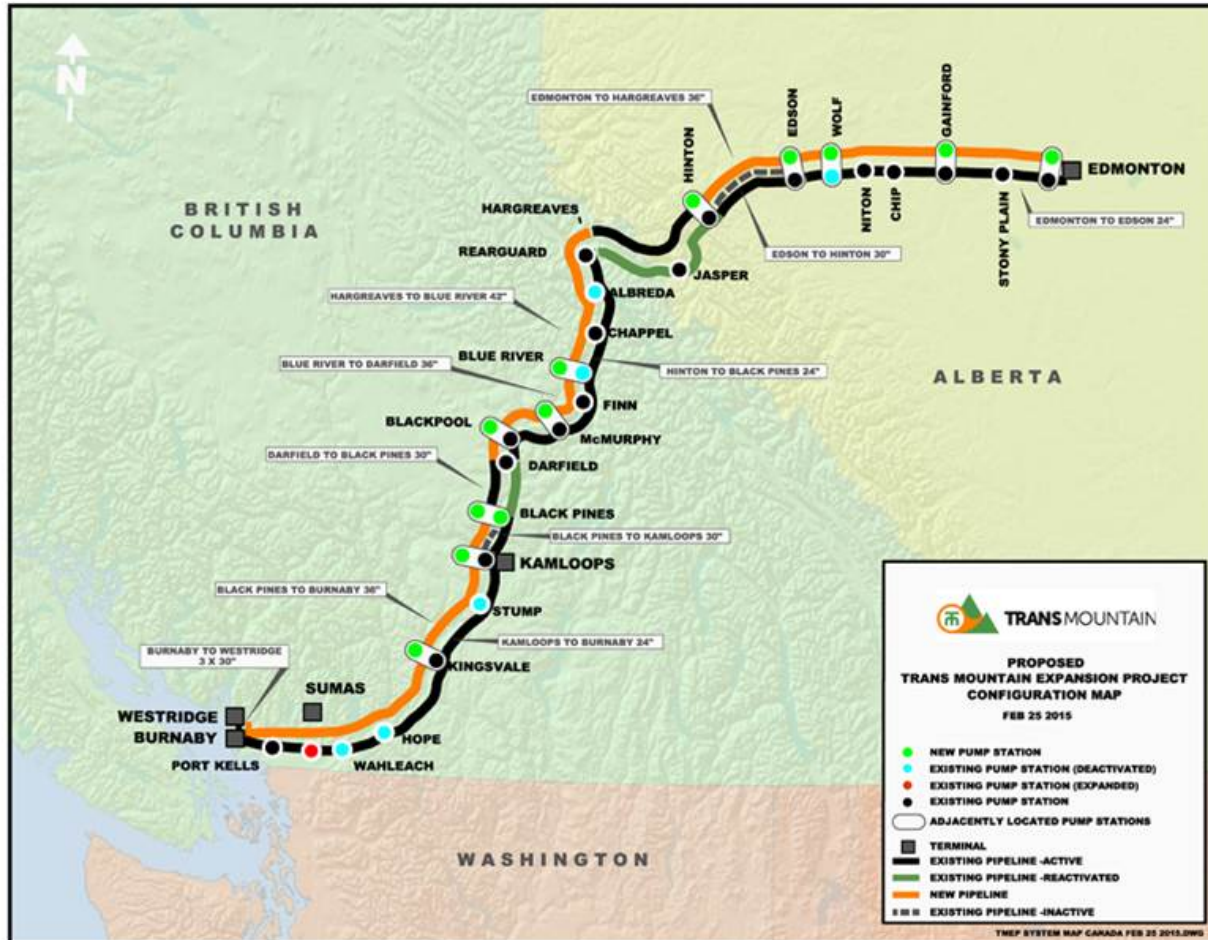 N
EDMONTON TO HARGREAVES 36"
EDSON
WOLF
GAINFORD
HINTON
EDMONTON
BRITISH
COLUMBIA
HARGREAVES
NITON
CHIP
STONY PLAIN
EDMONTON TO EDSON 24"
REARGUARD
EDSON TO HINTON 30"
JASPER
ALBREDA
HARGREAVES TO BLUE RIVER 42"
CHAPPEL
BLUE RIVER
BLUE RIVER TO DARFIELD 36"
HINTON TO BLACK PINES 24"
ALBERTA
FINN
BLACKPOOL
McMURPHY
DARFIELD TO BLACK PINES 30"
DARFIELD
BLACK PINES
BLACK PINES TO KAMLOOPS 30"
KAMLOOPS
BLACK PINES TO BURNABY 36"
STUMP
KAMLOOPS TO BURNABY 24"
BURNABY TO WESTRIDGE
3 X 30"
KINGSVALE
SUMAS
WESTRIDGE
BURNABY
HOPE
PORT KELLS
WAHLEACH
WASHINGTON
TRANSMOUNTAIN
PROPOSED
TRANS MOUNTAIN EXPANSION PROJECT
CONFIGURATION MAP
FEB 25 2015
NEW PUMP STATION
EXISTING PUMP STATION (DEACTIVATED)
EXISTING PUMP STATION (EXPANDED)
EXISTING PUMP STATION
ADJACENTLY LOCATED PUMP STATIONS
TERMINAL
EXISTING PIPELINE -ACTIVE
EXISTING PIPELINE -REACTIVATED
NEW PIPELINE
EXISTING PIPELINE -INACTIVE
TMEP SYSTEM MAP CANADA FEB 25 2015.DWG